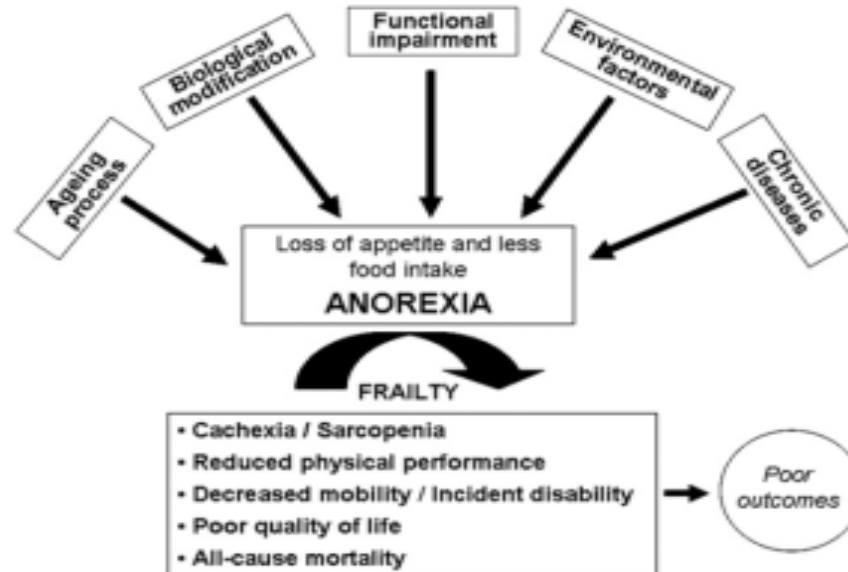 Ageing
process
Biological
modification
Functional
impairment
Environmental
factors
Chronic
diseases
Loss of appetite and less
food intake
ANOREXIA
FRAILTY
• Cachexia / Sarcopenia
• Reduced physical performance
• Decreased mobility / Incident disability
• Poor quality of life
• All-cause mortality
Poor
outcomes